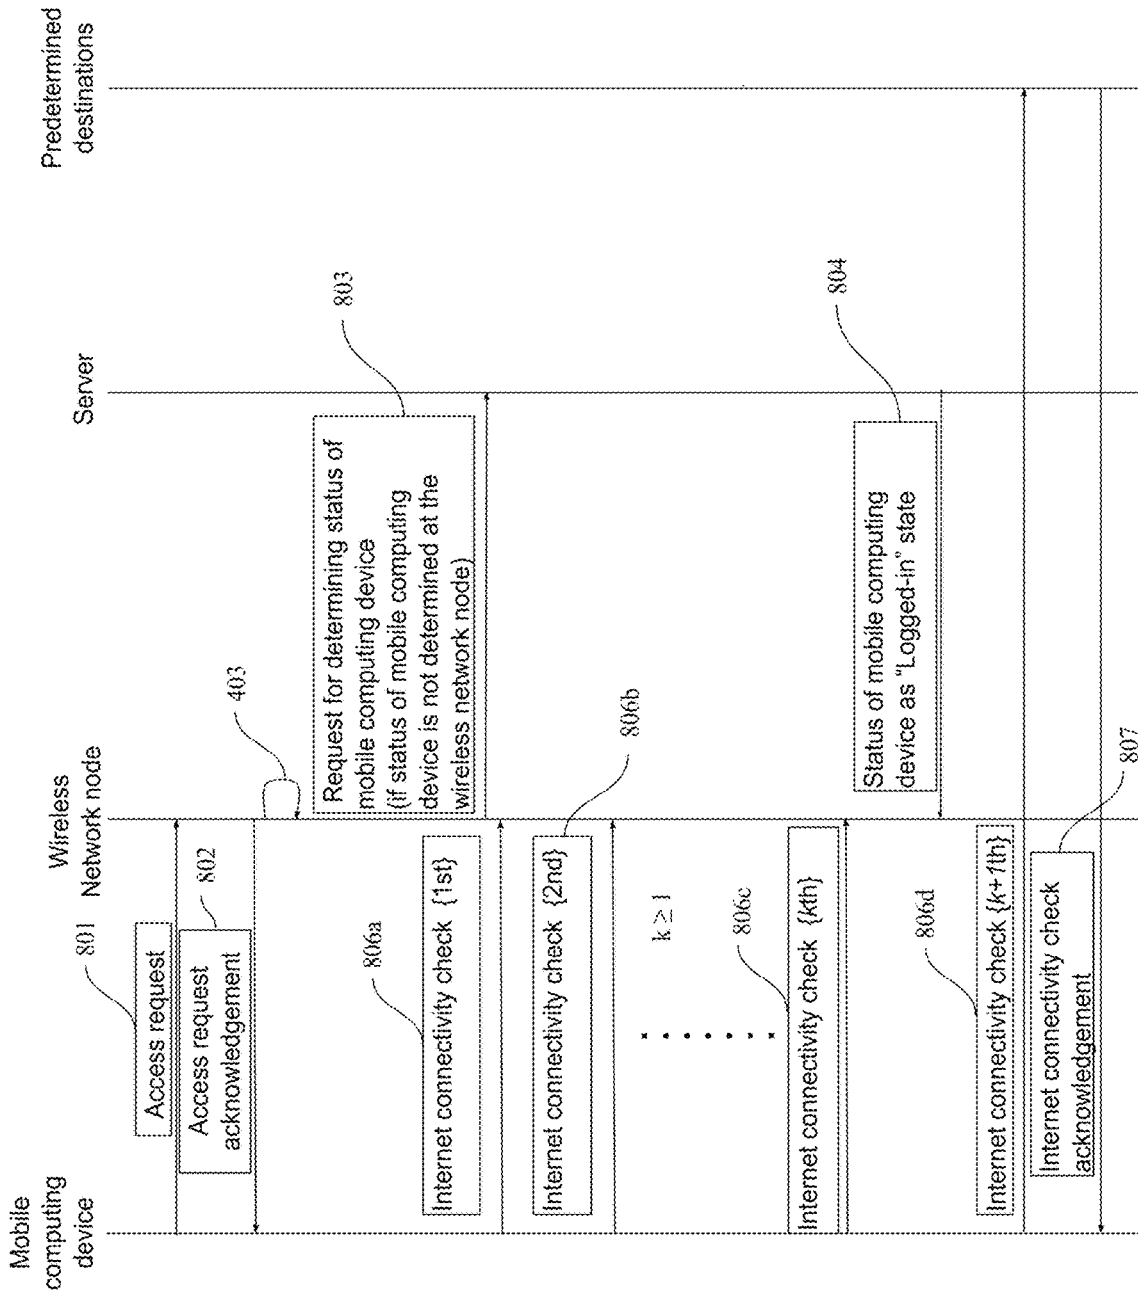 Mobile
computing
device
Wireless
Network node
Server
Predetermined
destinations
801
Access request
802
Access request
acknowledgement
403
803
Request for determining status of
mobile computing device
(if status of mobile computing
device is not determined at the
wireless network node)
806a
Internet connectivity check {1st}
806b
Internet connectivity check {2nd}
k ≥ 1
806c
Internet connectivity check {kth}
804
Status of mobile computing
device as "Logged-in" state
806d
Internet connectivity check {k+1th}
807
Internet connectivity check
acknowledgement